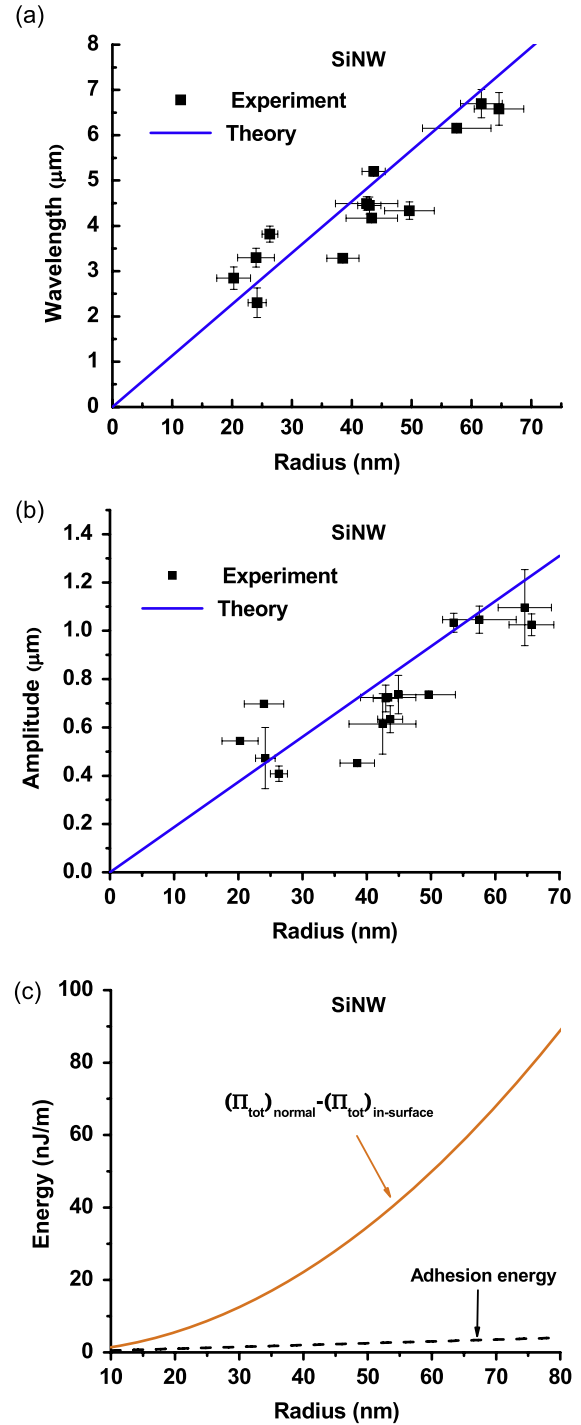 (a)
SiNW
Experiment
Theory
Wavelength (μm)
8
7
6
5
4
3
2
1
0
0 10 20 30 40 50 60 70
Radius (nm)
(b)
SiNW
Experiment
Theory
Amplitude (μm)
1.4
1.2
1.0
0.8
0.6
0.4
0.2
0.0
0 10 20 30 40 50 60 70
Radius (nm)
(c)
SiNW
(Π_tot)_normal-(Π_tot)_in-surface
Adhesion energy
Energy (nJ/m)
100
80
60
40
20
0
10 20 30 40 50 60 70 80
Radius (nm)